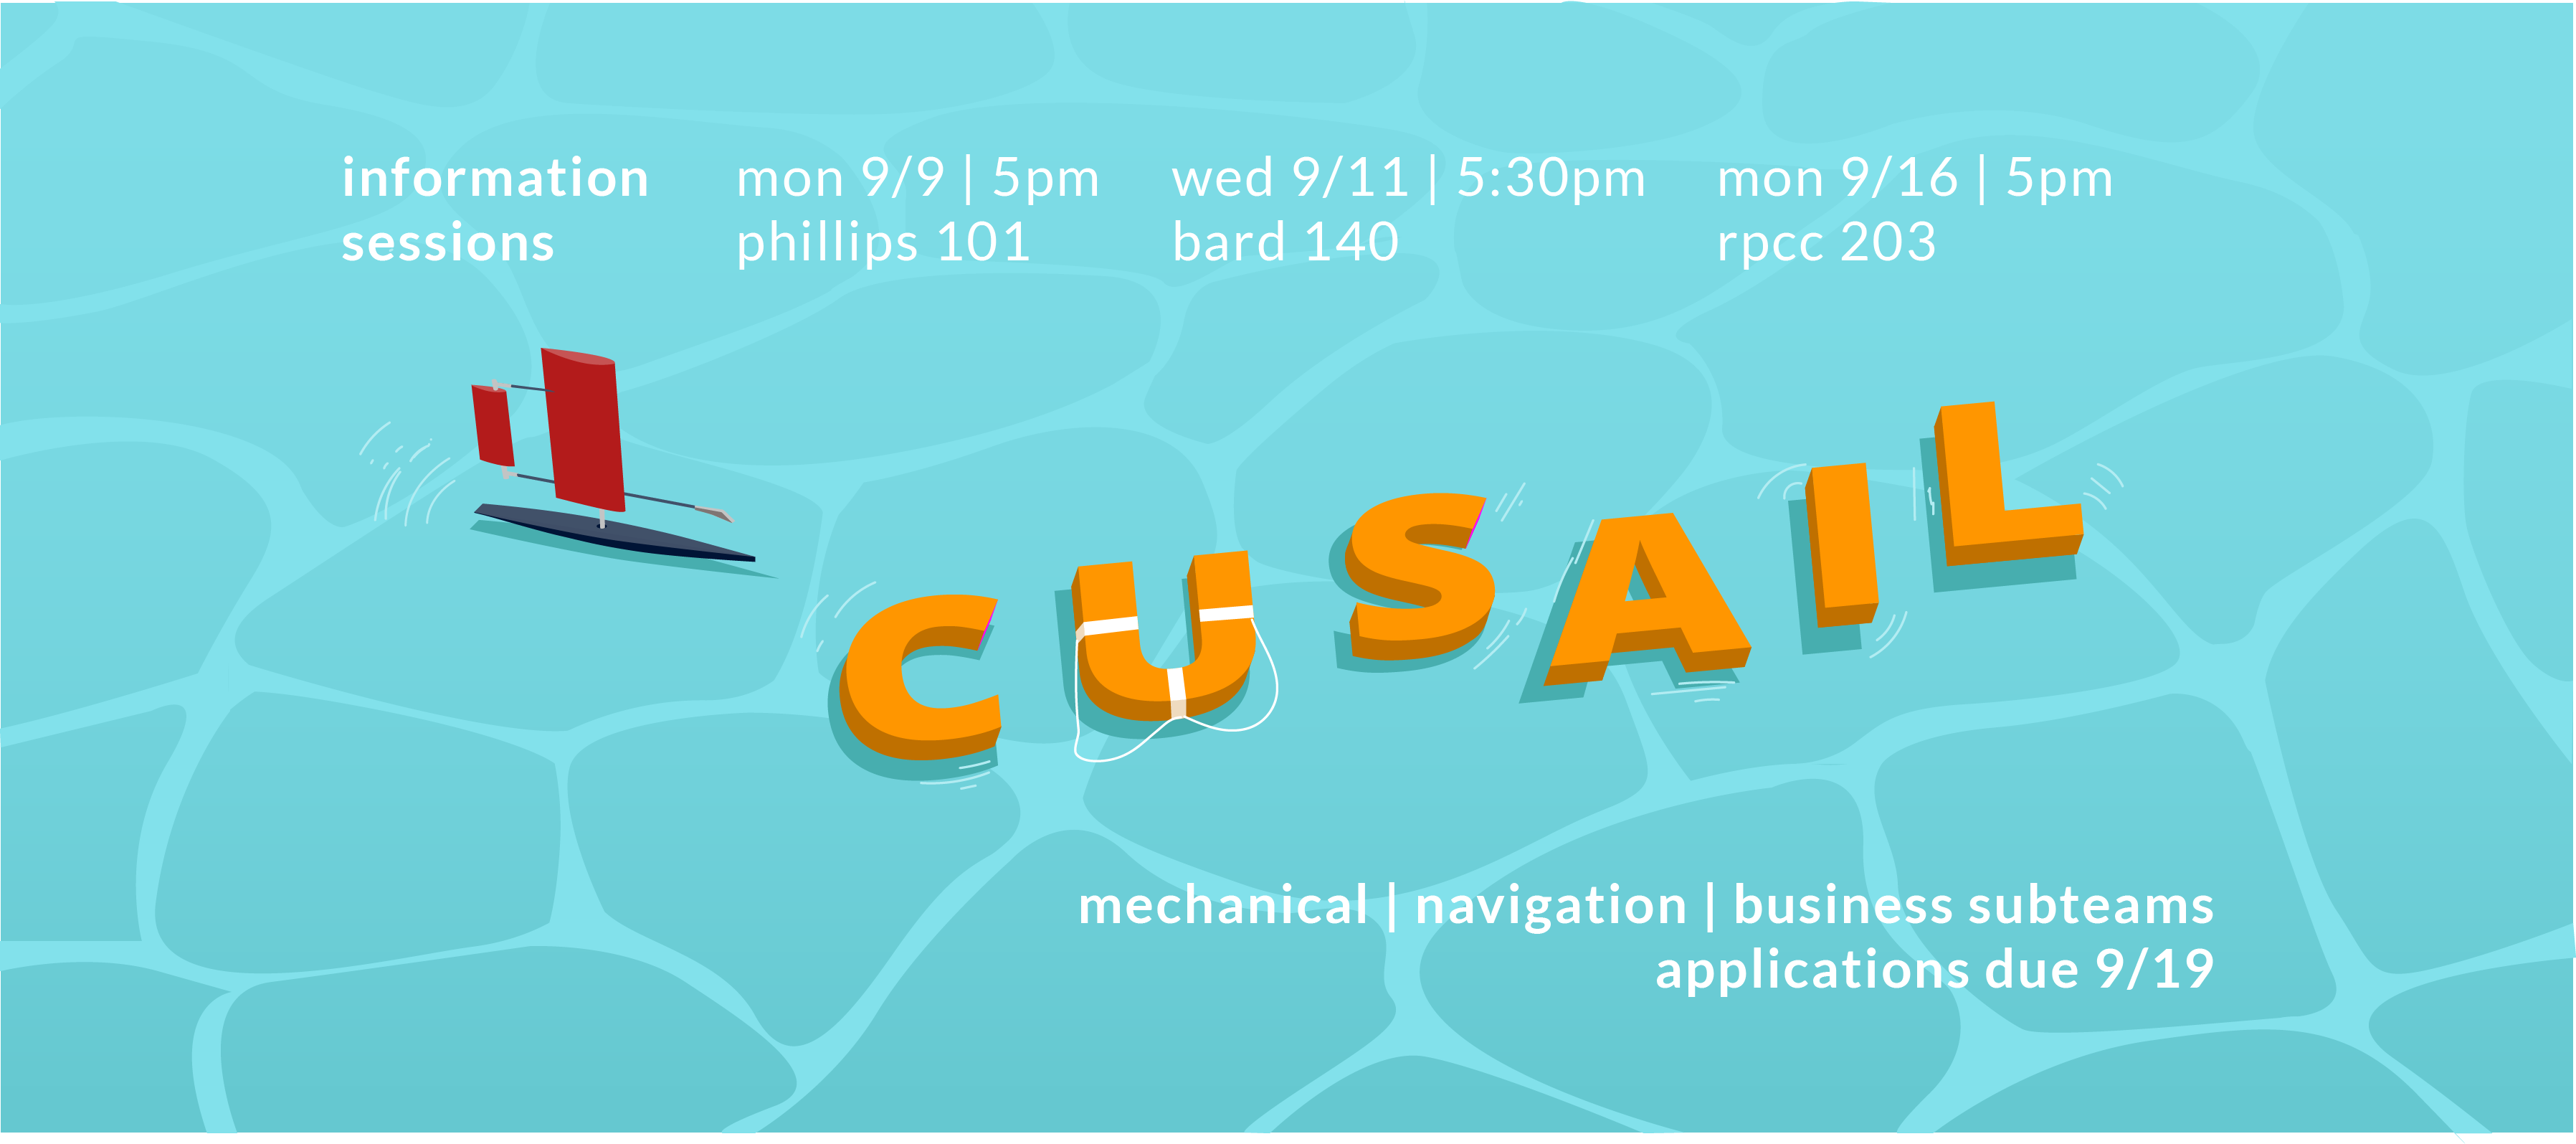 information
sessions
mon 9/9 | 5pm
phillips 101
wed 9/11 | 5:30pm
bard 140
mon 9/16 | 5pm
rpcc 203
CUSAIL
mechanical | navigation | business subteams
applications due 9/19